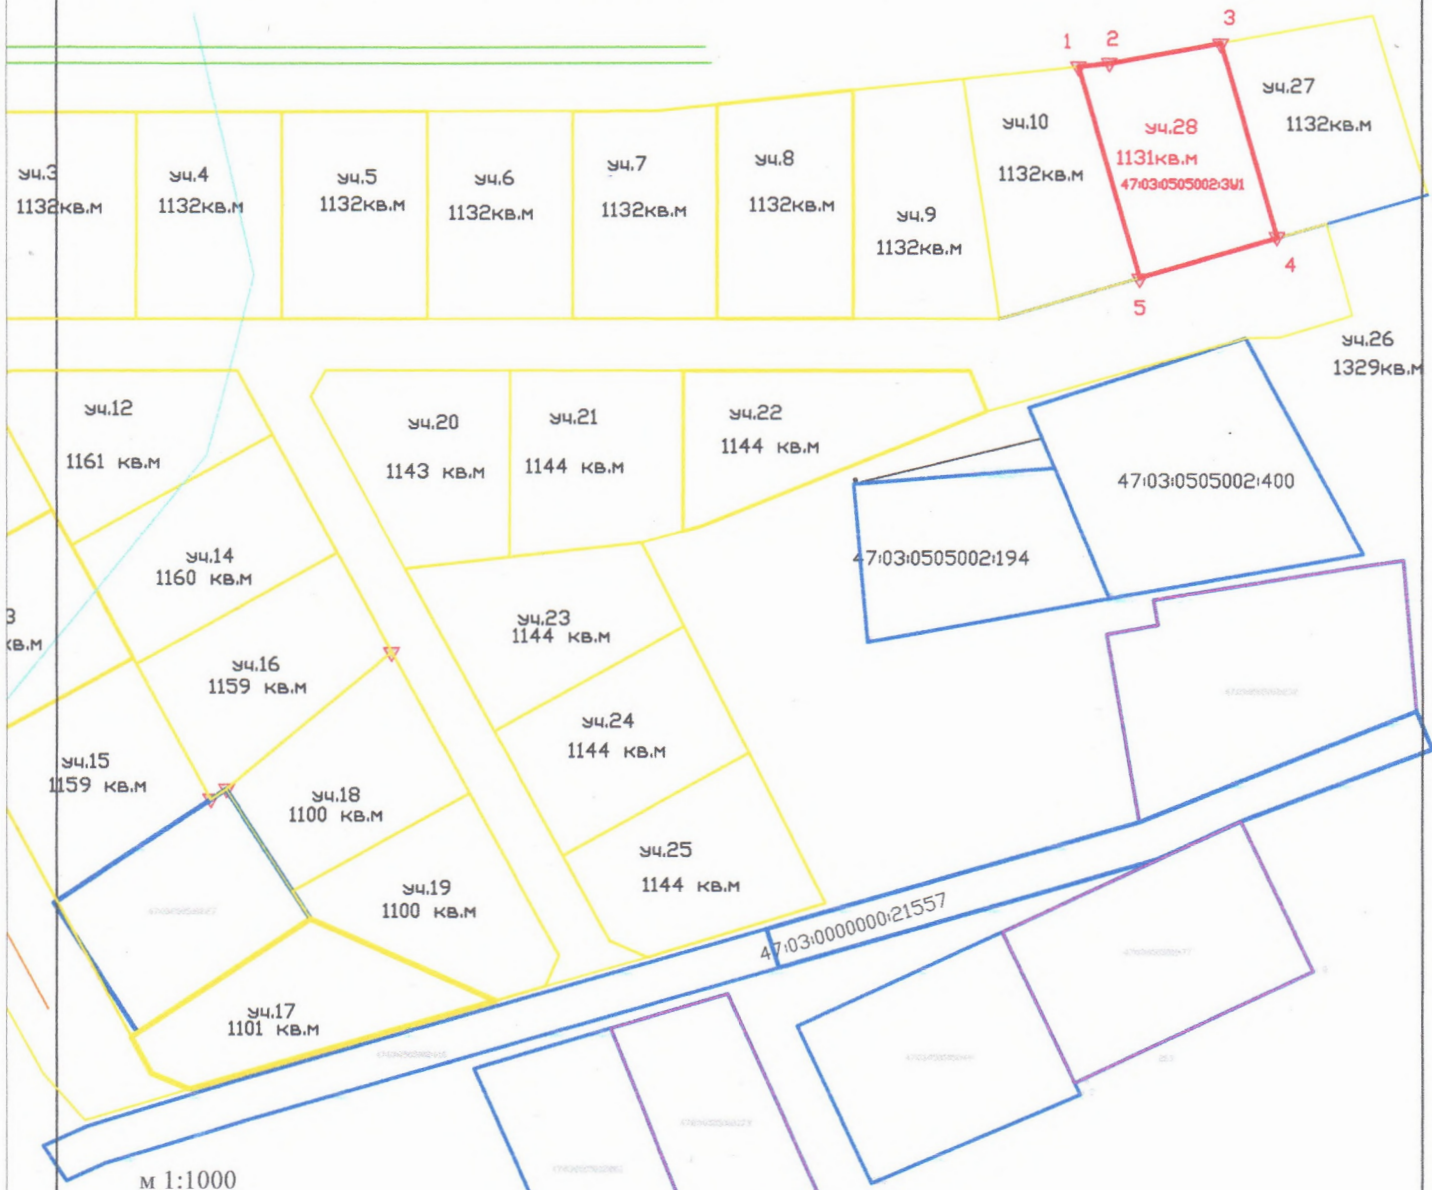 1
2
3
уч.3
1132кв.м
уч.4
1132кв.м
уч.5
1132кв.м
уч.6
1132кв.м
уч.7
1132кв.м
уч.8
1132кв.м
уч.9
1132кв.м
уч.10
1132кв.м
уч.28
1131кв.м
47:03:0505002:ЗУ1
уч.27
1132кв.м
4
5
уч.26
1329кв.м
уч.12
1161 кв.м
уч.20
1143 кв.м
уч.21
1144 кв.м
уч.22
1144 кв.м
47:03:0505002:400
47:03:0505002:194
уч.14
1160 кв.м
3
кв.м
уч.23
1144 кв.м
уч.16
1159 кв.м
уч.24
1144 кв.м
уч.15
1159 кв.м
уч.18
1100 кв.м
уч.25
1144 кв.м
уч.19
1100 кв.м
47:03:0000000:21557
уч.17
1101 кв.м
м 1:1000